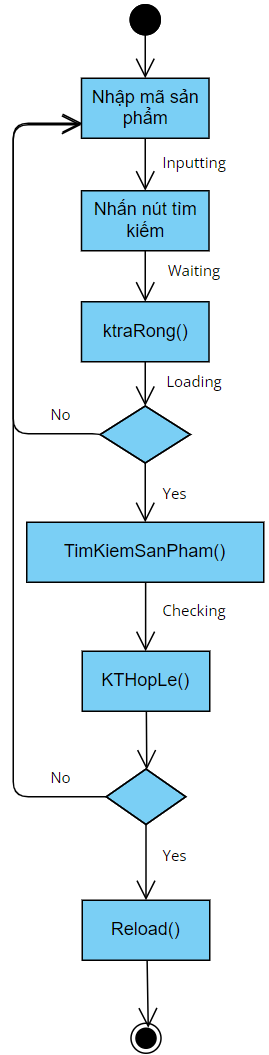 Nhập mã sản
phẩm
Inputting
Nhấn nút tìm
kiếm
Waiting
ktraRong()
Loading
No
Yes
TimKiemSanPham()
Checking
KTHopLe()
No
Yes
Reload()